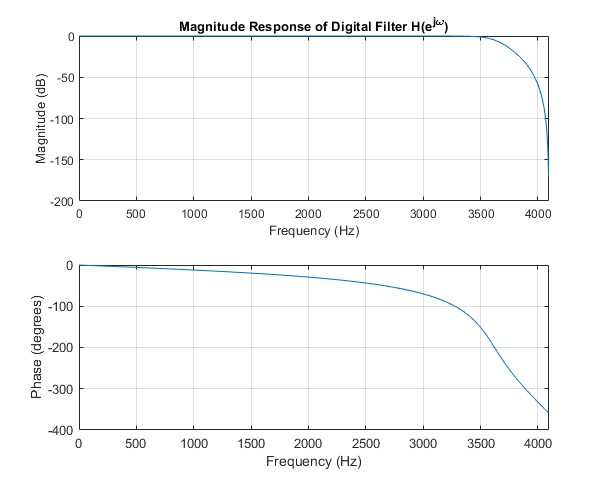 Magnitude Response of Digital Filter H(e^jω)
0
-50
-100
-150
-200
Magnitude (dB)
0 500 1000 1500 2000 2500 3000 3500 4000
Frequency (Hz)
0
-100
-200
-300
-400
Phase (degrees)
0 500 1000 1500 2000 2500 3000 3500 4000
Frequency (Hz)